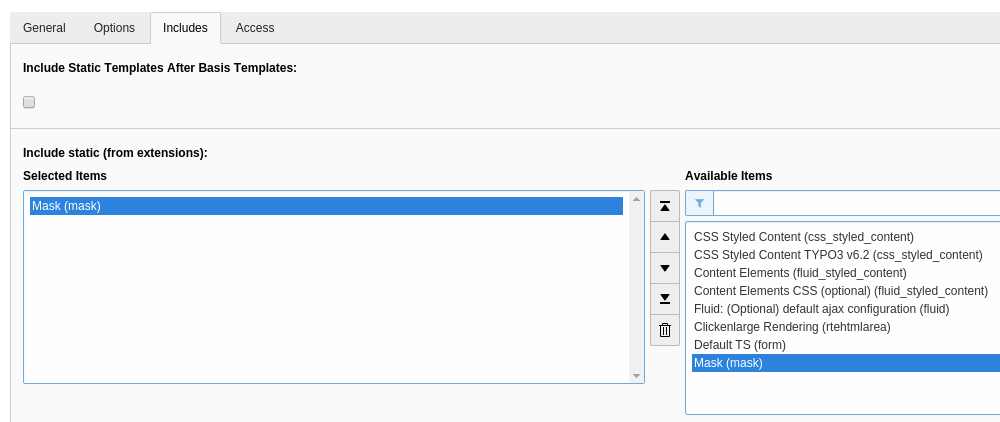 General Options Includes Access
Include Static Templates After Basis Templates:
Include static (from extensions):
Selected Items
Mask (mask)
Available Items
CSS Styled Content (css_styled_content)
CSS Styled Content TYPO3 v6.2 (css_styled_content)
Content Elements (fluid_styled_content)
Content Elements CSS (optional) (fluid_styled_content)
Fluid: (Optional) default ajax configuration (fluid)
Clickenlarge Rendering (rtehtmlarea)
Default TS (form)
Mask (mask)